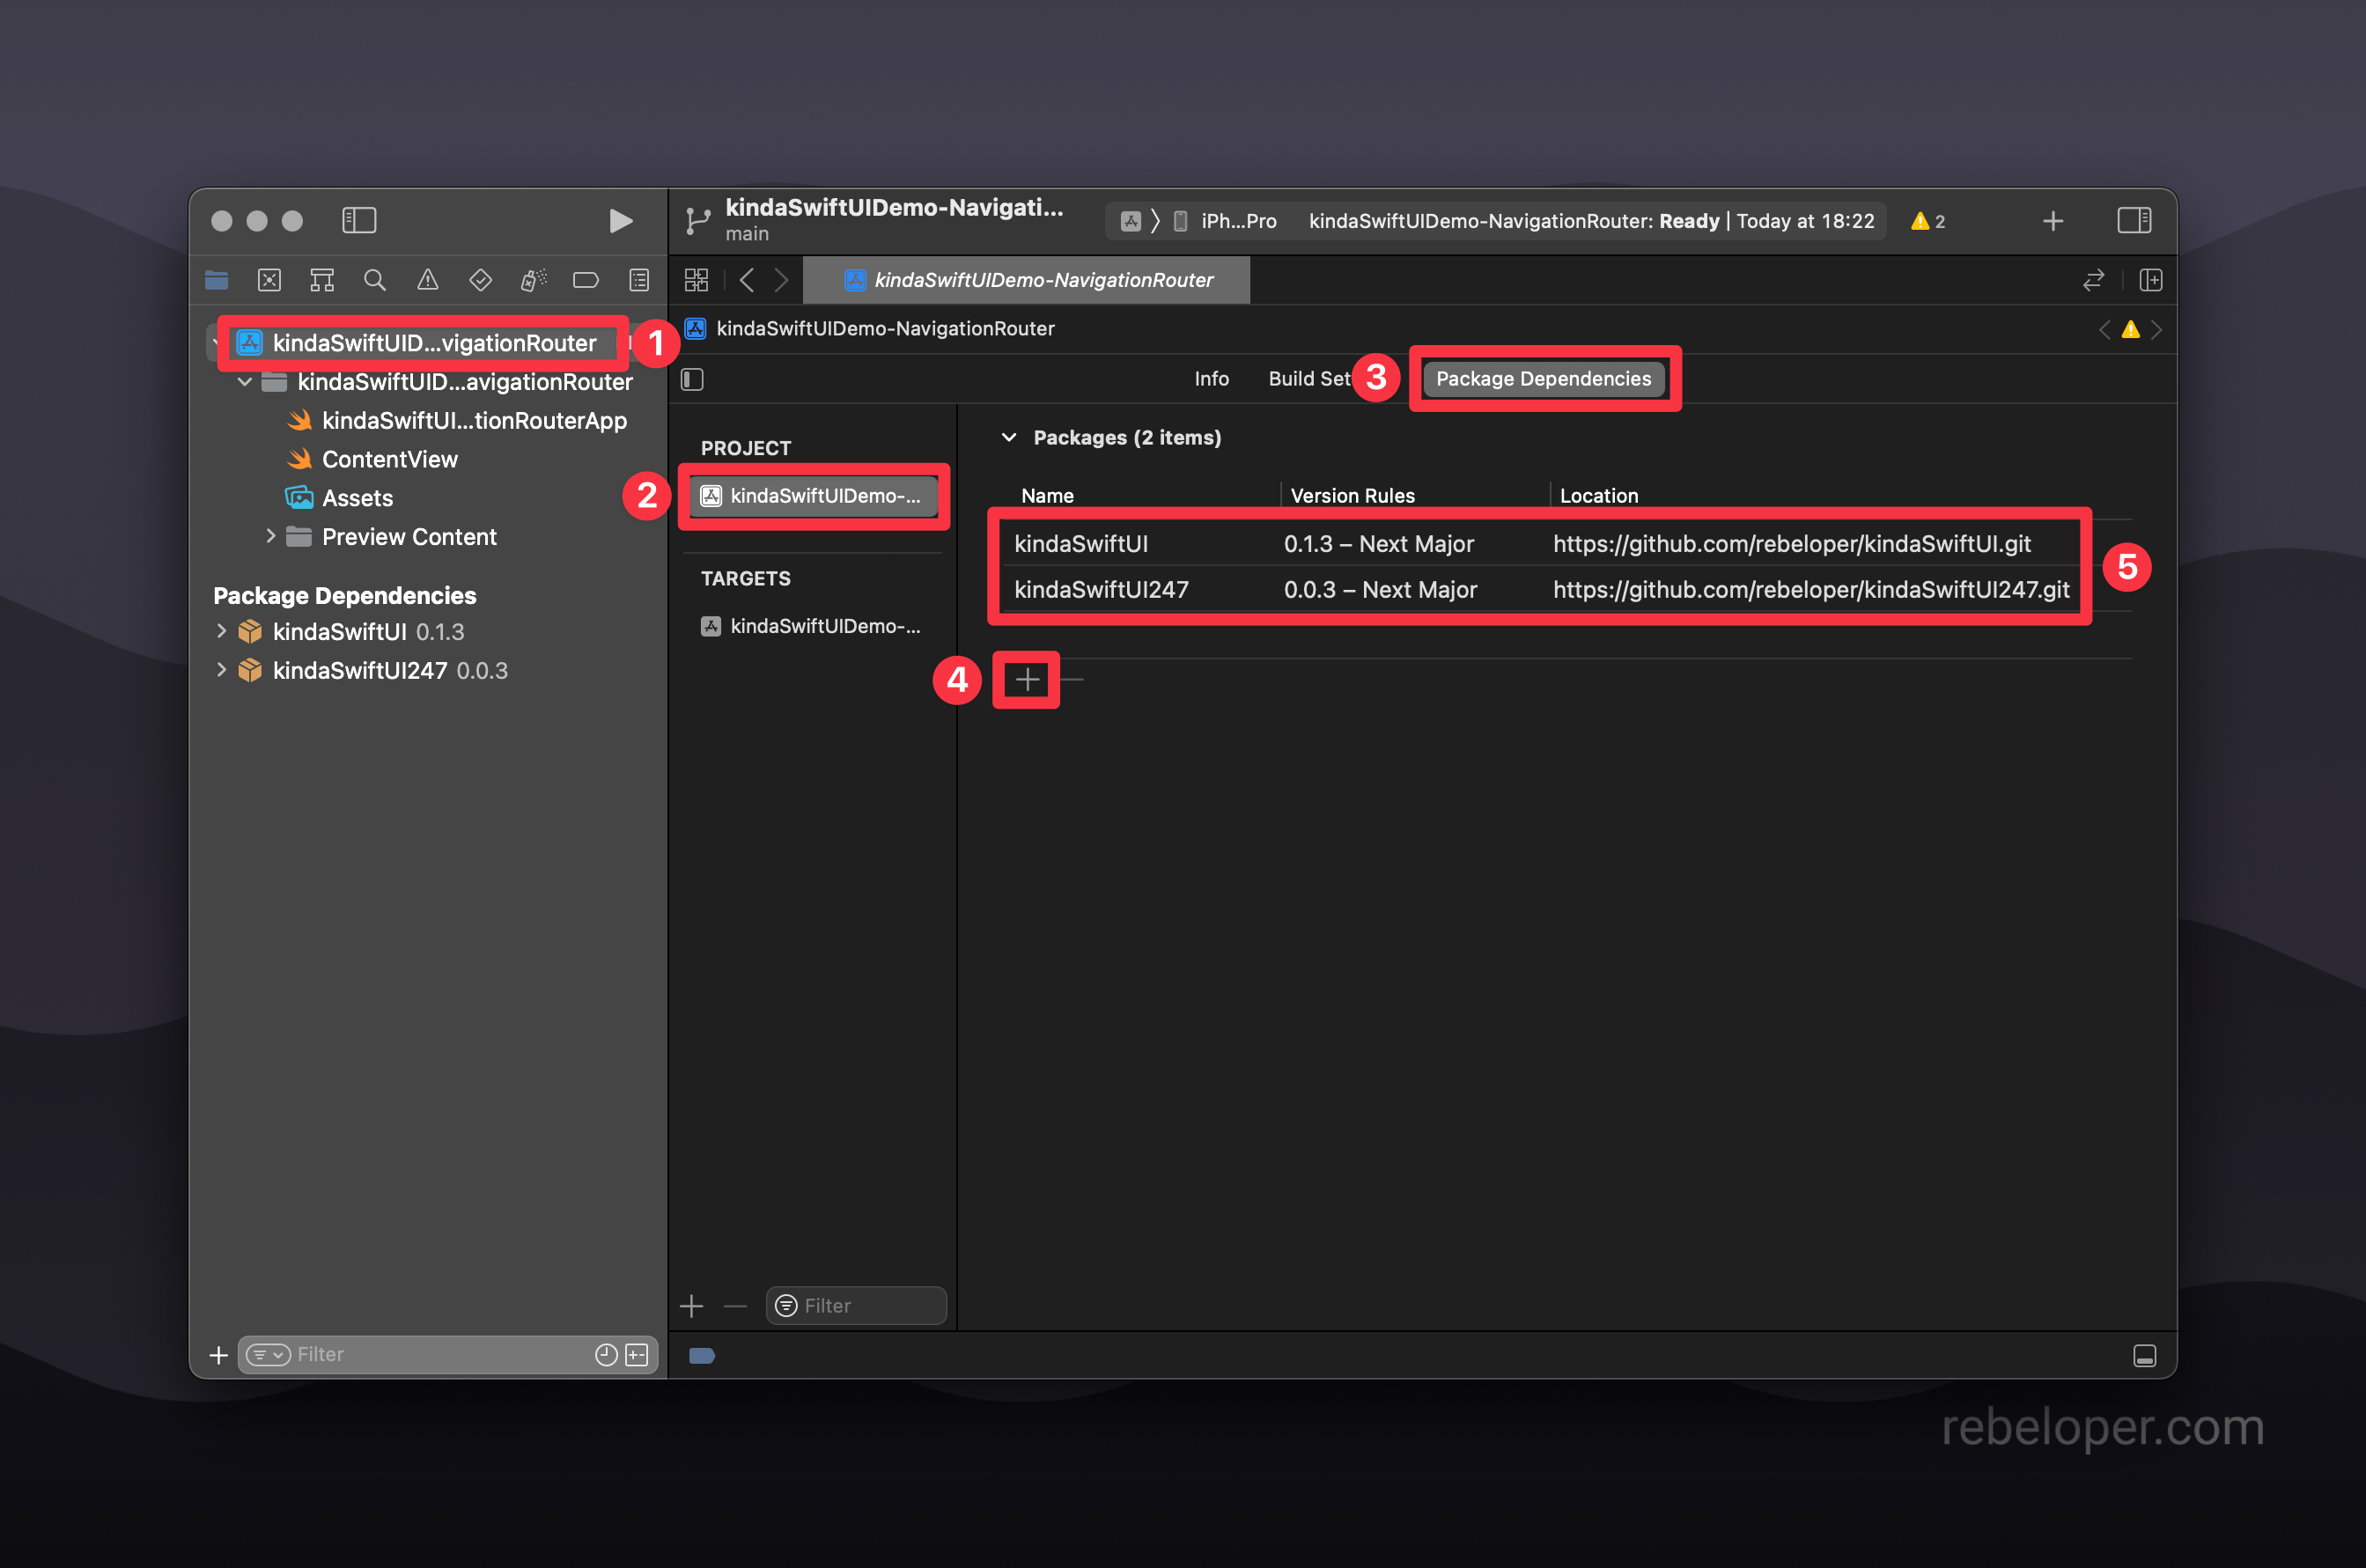 kindaSwiftUIDemo-Navigati...
main
iPh...Pro
kindaSwiftUIDemo-NavigationRouter: Ready | Today at 18:22
2
kindaSwiftUIDemo-NavigationRouter
kindaSwiftUIDemo-NavigationRouter
kindaSwiftUID...vigationRouter
1
kindaSwiftUID...avigationRouter
kindaSwiftUI...tionRouterApp
ContentView
Assets
Preview Content
Package Dependencies
kindaSwiftUI 0.1.3
kindaSwiftUI247 0.0.3
Filter
Info
Build Set
3
Package Dependencies
PROJECT
2
kindaSwiftUIDemo-...
TARGETS
kindaSwiftUIDemo-...
Filter
Packages (2 items)
Name Version Rules Location
kindaSwiftUI 0.1.3 – Next Major https://github.com/rebeloper/kindaSwiftUI.git
kindaSwiftUI247 0.0.3 – Next Major https://github.com/rebeloper/kindaSwiftUI247.git
5
4
rebeloper.com